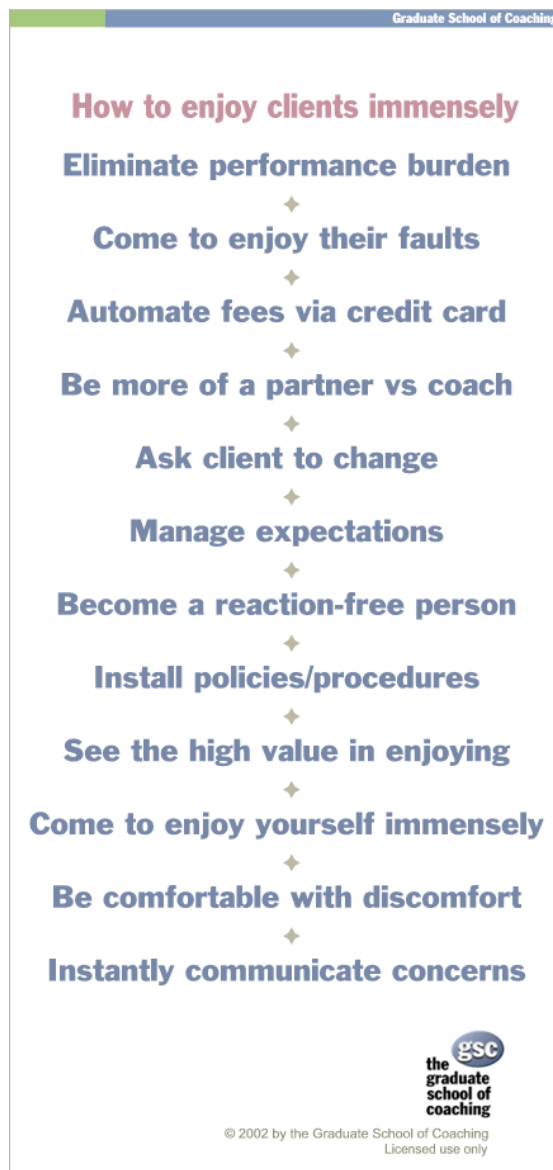 Graduate School of Coaching
How to enjoy clients immensely
Eliminate performance burden
Come to enjoy their faults
Automate fees via credit card
Be more of a partner vs coach
Ask client to change
Manage expectations
Become a reaction-free person
Install policies/procedures
See the high value in enjoying
Come to enjoy yourself immensely
Be comfortable with discomfort
Instantly communicate concerns
gsc
the
graduate
school of
coaching
© 2002 by the Graduate School of Coaching
Licensed use only